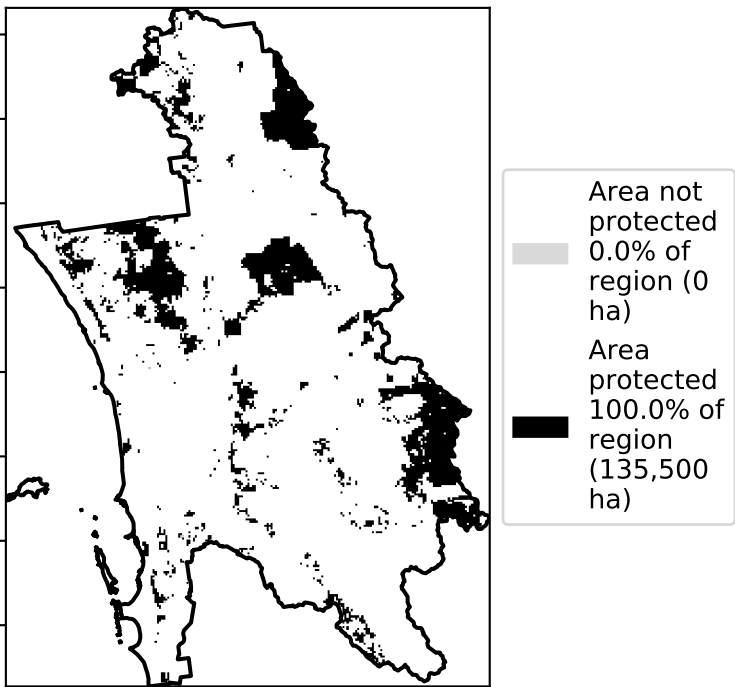 Area not
protected
0.0% of
region (0
ha)
Area
protected
100.0% of
region
(135,500
ha)